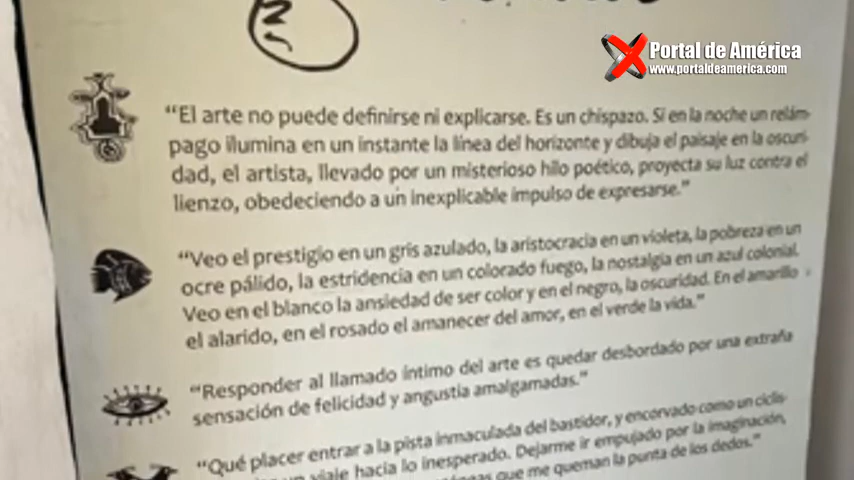 Portal de América
www.portaldeamerica.com
“El arte no puede definirse ni explicarse. Es un chispazo. Si en la noche un relám-
pago ilumina en un instante la línea del horizonte y dibuja el paisaje en la oscuri-
dad, el artista, llevado por un misterioso hilo poético, proyecta su luz contra el
lienzo, obedeciendo a un inexplicable impulso de expresarse.”
“Veo el prestigio en un gris azulado, la aristocracia en un violeta, la pobreza en un
ocre pálido, la estridencia en un colorado fuego, la nostalgia en un azul colonial.
Veo en el blanco la ansiedad de ser color y en el negro, la oscuridad. En el amarillo
el alarido, en el rosado el amanecer del amor, en el verde la vida.”
“Responder al llamado íntimo del arte es quedar desbordado por una extraña
sensación de felicidad y angustia amalgamadas.”
“Qué placer entrar a la pista inmaculada del bastidor, y encorvado como un ciclis-
un viaje hacia lo inesperado. Dejarme ir empujado por la imaginación,
que me queman la punta de los dedos.”